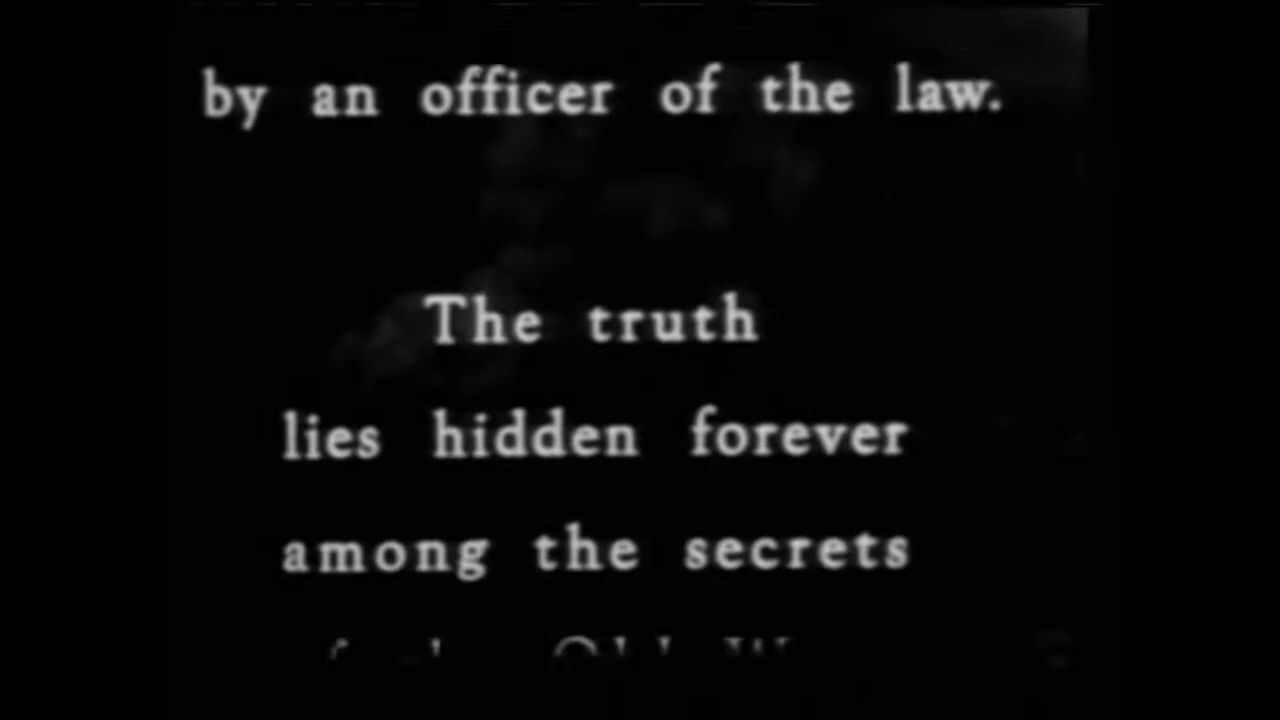 by an officer of the law.
The truth
lies hidden forever
among the secrets